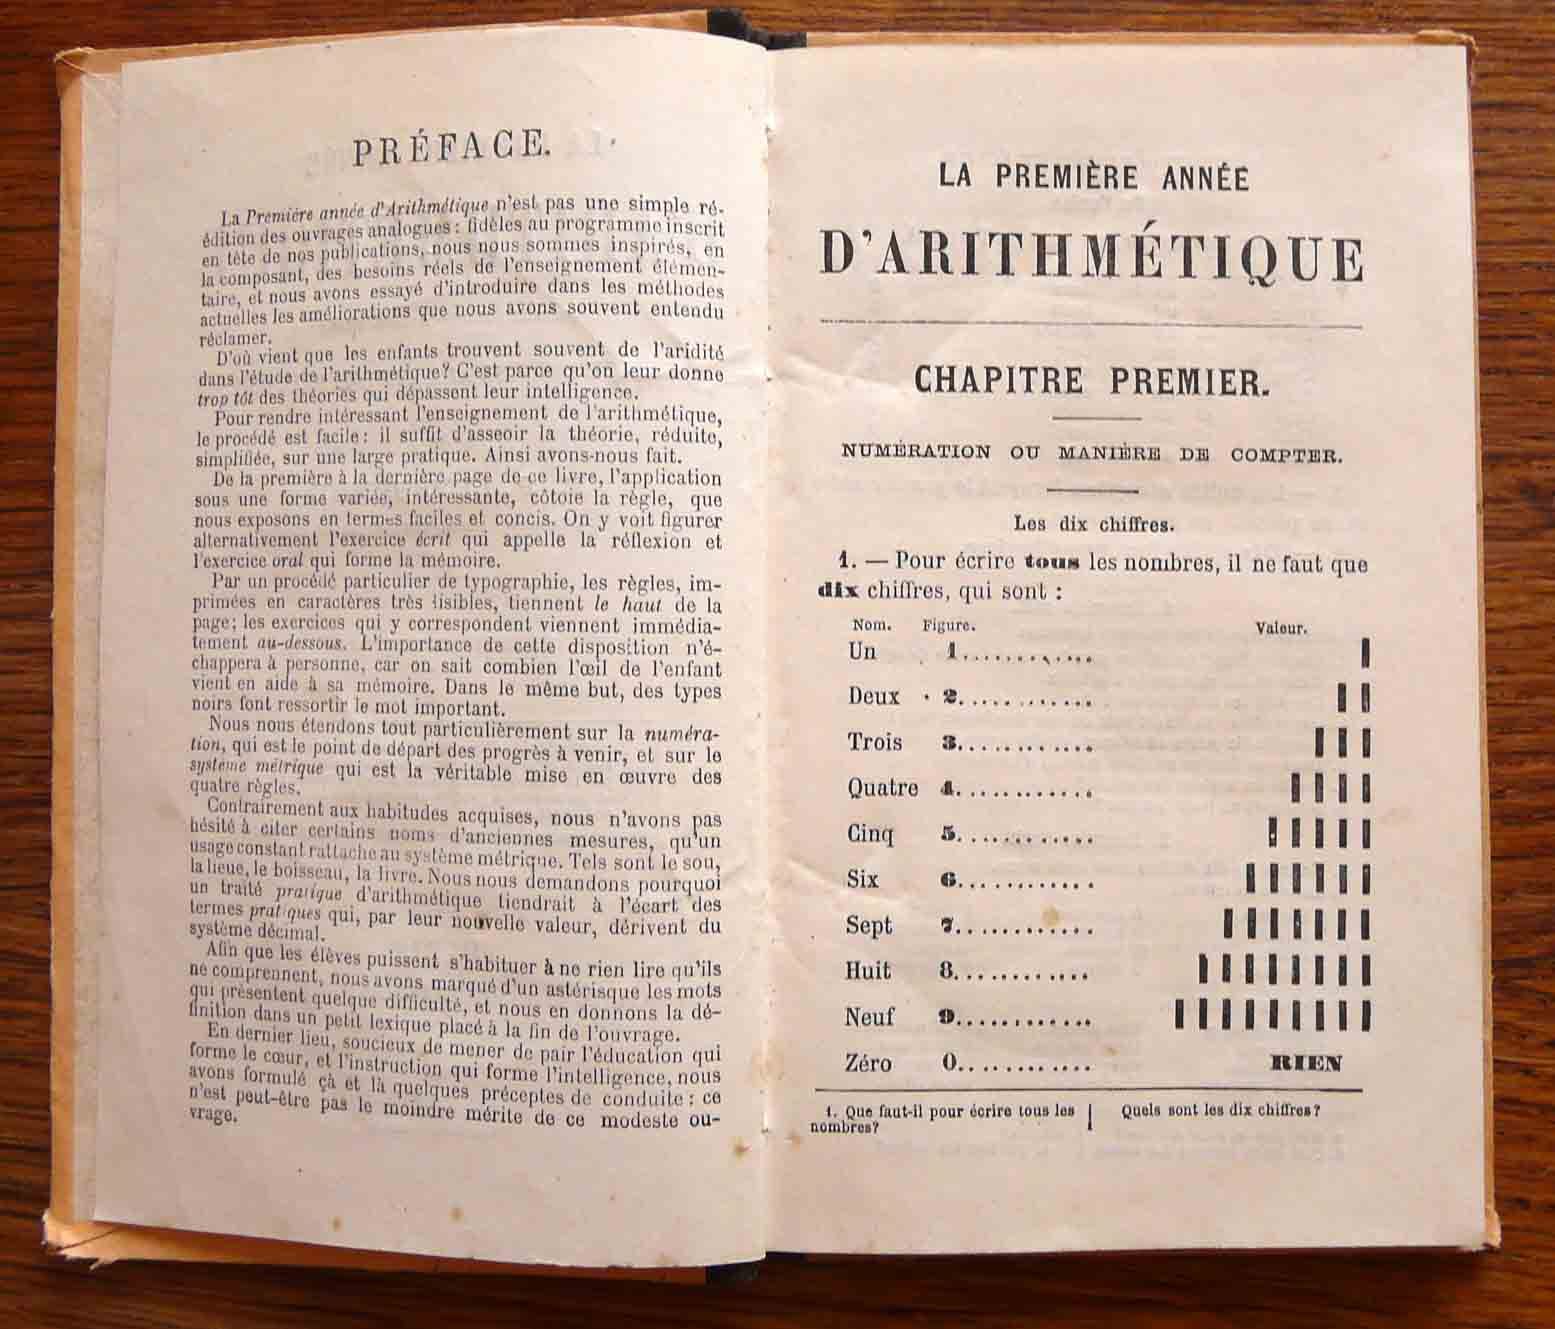 PRÉFACE.
La Première année d'Arithmétique n'est pas une simple ré-
édition des ouvrages analogues : fidèles au programme inscrit
en tête de nos publications, nous nous sommes inspirés, en
la composant, des besoins réels de l'enseignement élémen-
taire, et nous avons essayé d'introduire dans les méthodes
actuelles les améliorations que nous avons souvent entendu
réclamer.
D'où vient que les enfants trouvent souvent de l'aridité
dans l'étude de l'arithmétique? C'est parce qu'on leur donne
trop tôt des théories qui dépassent leur intelligence.
Pour rendre intéressant l'enseignement de l'arithmétique,
le procédé est facile : il suffit d'asseoir la théorie, réduite,
simplifiée, sur une large pratique. Ainsi avons-nous fait.
De la première à la dernière page de ce livre, l'application
sous une forme variée, intéressante, côtoie la règle, que
nous exposons en termes faciles et concis. On y voit figurer
alternativement l'exercice écrit qui appelle la réflexion et
l'exercice oral qui forme la mémoire.
Par un procédé particulier de typographie, les règles, im-
primées en caractères très lisibles, tiennent le haut de la
page; les exercices qui y correspondent viennent immédia-
tement au-dessous. L'importance de cette disposition n'é-
chappera à personne, car on sait combien l'œil de l'enfant
vient en aide à sa mémoire. Dans le même but, des types
noirs font ressortir le mot important.
Nous nous étendons tout particulièrement sur la numéra-
tion, qui est le point de départ des progrès à venir, et sur le
système métrique qui est la véritable mise en œuvre des
quatre règles.
Contrairement aux habitudes acquises, nous n'avons pas
hésité à citer certains noms d'anciennes mesures, qu'un
usage constant rattache au système métrique. Tels sont le sou,
la lieue, le boisseau, la livre. Nous nous demandons pourquoi
un traité pratique d'arithmétique tiendrait à l'écart des
termes pratiques qui, par leur nouvelle valeur, dérivent du
système décimal.
Afin que les élèves puissent s'habituer à ne rien lire qu'ils
ne comprennent, nous avons marqué d'un astérisque les mots
qui présentent quelque difficulté, et nous en donnons la dé-
finition dans un petit lexique placé à la fin de l'ouvrage.
En dernier lieu, soucieux de mener de pair l'éducation qui
forme le cœur, et l'instruction qui forme l'intelligence, nous
avons formulé çà et là quelques préceptes de conduite : ce
n'est peut-être pas le moindre mérite de ce modeste ou-
vrage.
LA PREMIÈRE ANNÉE
D'ARITHMÉTIQUE
CHAPITRE PREMIER.
NUMÉRATION OU MANIÈRE DE COMPTER.
Les dix chiffres.
1. — Pour écrire tous les nombres, il ne faut que
dix chiffres, qui sont :
Nom. Figure. Valeur.
Un 1............
Deux 2............
Trois 3............
Quatre 4............
Cinq 5............
Six 6............
Sept 7............
Huit 8............
Neuf 9............
Zéro 0............ RIEN
1. Que faut-il pour écrire tous les
nombres?
Quels sont les dix chiffres?